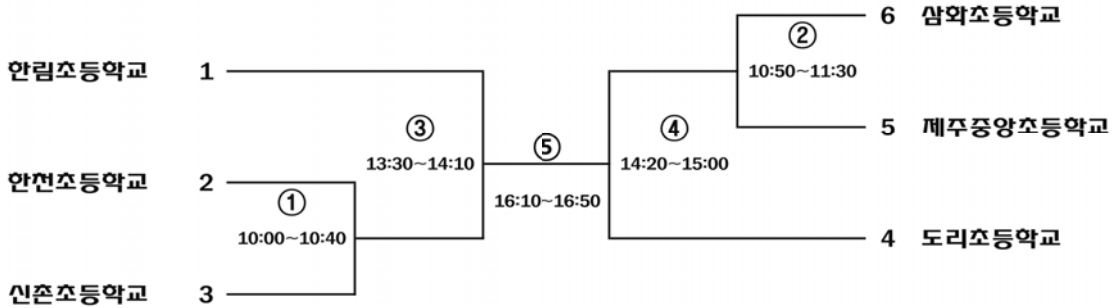 6 삼화초등학교
②
한림초등학교 1
10:50~11:30
③
⑤
④
5 제주중앙초등학교
13:30~14:10
14:20~15:00
한천초등학교 2
①
16:10~16:50
10:00~10:40
4 도리초등학교
신촌초등학교 3